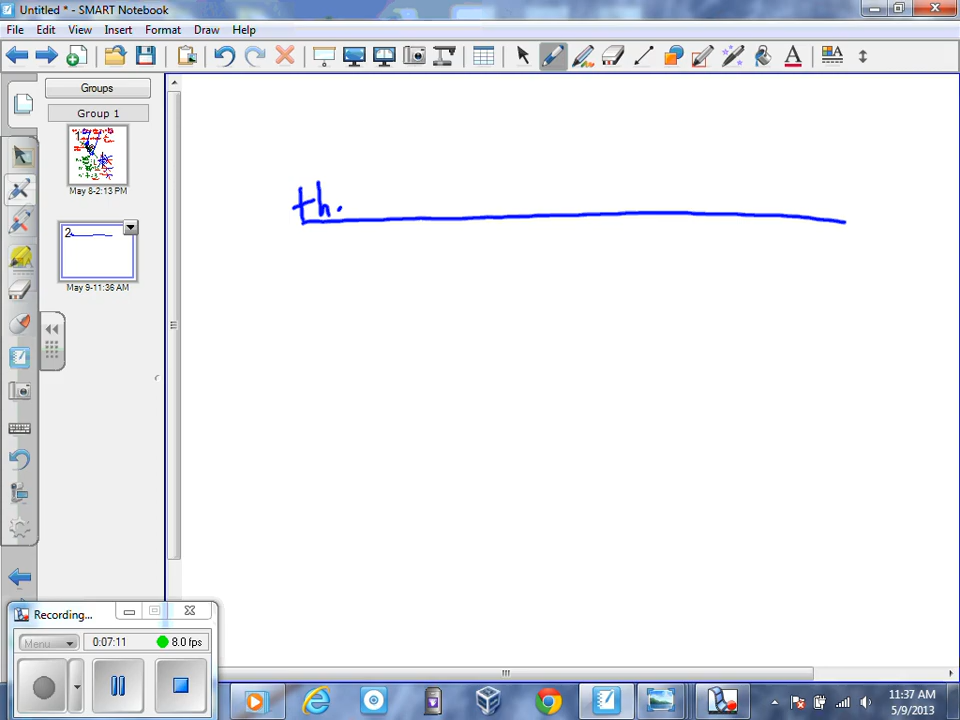 Untitled * - SMART Notebook
File Edit View Insert Format Draw Help
Groups
Group 1
May 8-2:13 PM
2
May 9-11:36 AM
th.
Recording...
Menu
0:07:11
8.0 fps
11:37 AM
5/9/2013